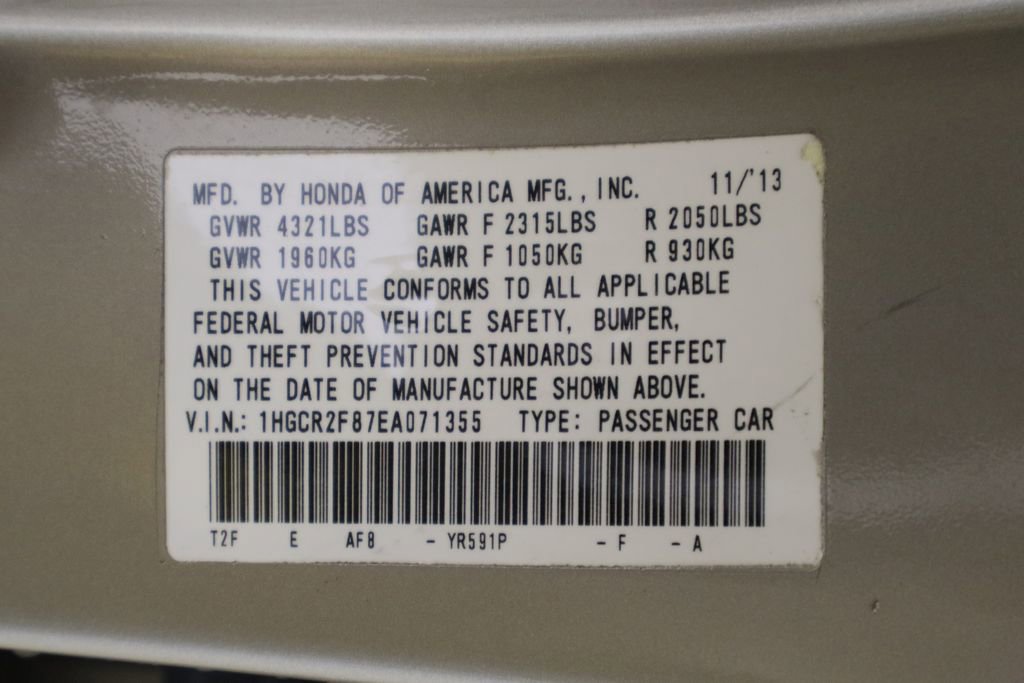 MFD. BY HONDA OF AMERICA MFG., INC. 11/'13
GVWR 4321LBS GAWR F 2315LBS R 2050LBS
GVWR 1960KG GAWR F 1050KG R 930KG
THIS VEHICLE CONFORMS TO ALL APPLICABLE
FEDERAL MOTOR VEHICLE SAFETY, BUMPER,
AND THEFT PREVENTION STANDARDS IN EFFECT
ON THE DATE OF MANUFACTURE SHOWN ABOVE.
V.I.N.: 1HGCR2F87EA071355 TYPE: PASSENGER CAR
T2F E AF8 - YR591P - F - A